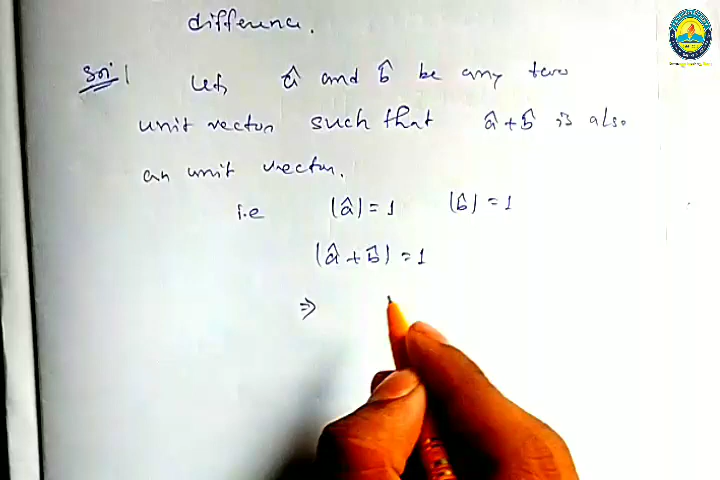 difference.
Sol: Let, â and b̂ be any two
unit vector such that â + b̂ is also
an unit vector.
i.e |â| = 1 |b̂| = 1
|â + b̂| = 1
⇒